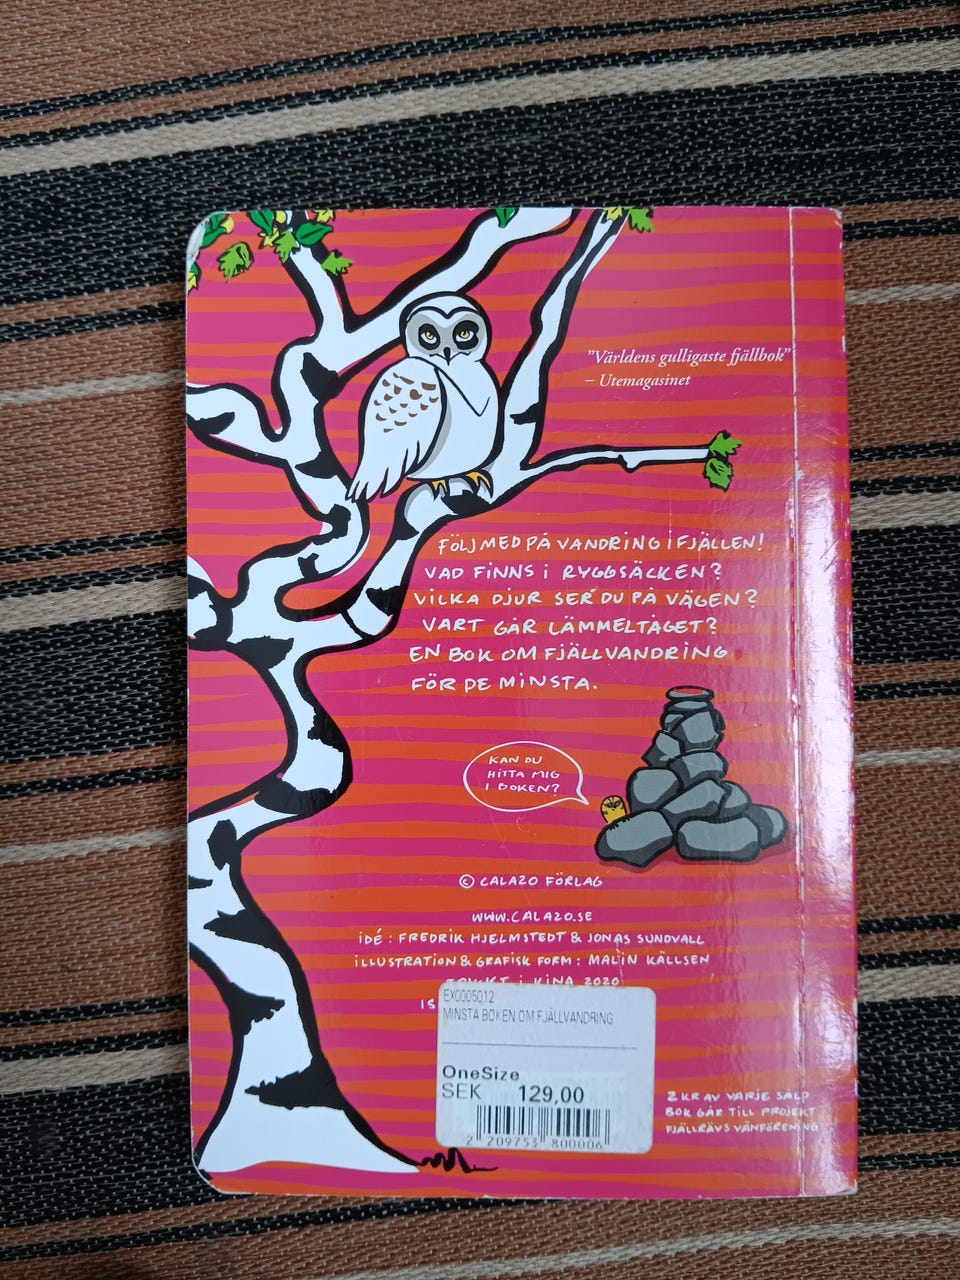 "Världens gulligaste fjällbok"
– Utemagasinet
FÖLJ MED PÅ VANDRING I FJÄLLEN!
VAD FINNS I RYGGSÄCKEN?
VILKA DJUR SER DU PÅ VÄGEN?
VART GÅR LÄMMELTÅGET?
EN BOK OM FJÄLLVANDRING
FÖR DE MINSTA.
KAN DU
HITTA MIG
I BOKEN?
© CALAZO FÖRLAG
WWW.CALAZO.SE
IDÉ: FREDRIK HJELMSTEDT & JONAS SUNDVALL
ILLUSTRATION & GRAFISK FORM: MALIN KÄLLSEN
I KINA 2020
IS
EX0005012
MINSTA BOKEN OM FJÄLLVANDRING
OneSize
SEK 129,00
2 209753 800006
2 KR AV VARJE SÅLD
BOK GÅR TILL PROJEKT
FJÄLLRÄVS VÄNFÖRENING